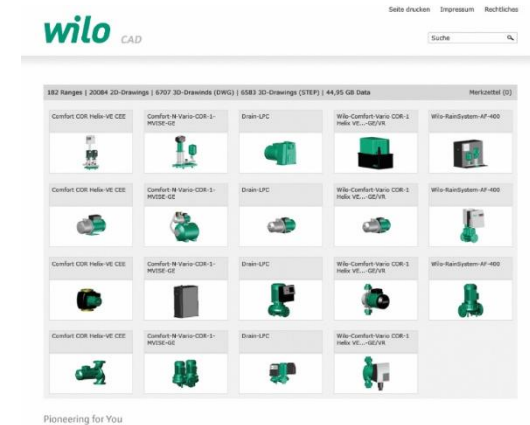 Seite drucken Impressum Rechtliches
wilo CAD
Suche
182 Ranges | 20084 2D-Drawings | 6707 3D-Drawinds (DWG) | 6583 3D-Drawings (STEP) | 44,95 GB Data Merkzettel (0)
Comfort COR Helix-VE CEE
Comfort-N-Vario-COR-1-
MVISE-GE
Drain-LPC
Wilo-Comfort-Vario COR-1
Helix VE...-GE/VR
Wilo-RainSystem-AF-400
Comfort COR Helix-VE CEE
Comfort-N-Vario-COR-1-
MVISE-GE
Drain-LPC
Wilo-Comfort-Vario COR-1
Helix VE...-GE/VR
Wilo-RainSystem-AF-400
Comfort COR Helix-VE CEE
Comfort-N-Vario-COR-1-
MVISE-GE
Drain-LPC
Wilo-Comfort-Vario COR-1
Helix VE...-GE/VR
Wilo-RainSystem-AF-400
Comfort COR Helix-VE CEE
Comfort-N-Vario-COR-1-
MVISE-GE
Drain-LPC
Wilo-Comfort-Vario COR-1
Helix VE...-GE/VR
Pioneering for You